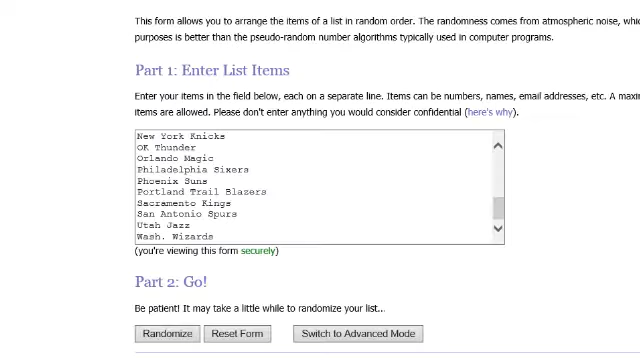 This form allows you to arrange the items of a list in random order. The randomness comes from atmospheric noise,
purposes is better than the pseudo-random number algorithms typically used in computer programs.
Part 1: Enter List Items
Enter your items in the field below, each on a separate line. Items can be numbers, names, email addresses, etc. A
items are allowed. Please don't enter anything you would consider confidential (here's why).
New York Knicks
OK Thunder
Orlando Magic
Philadelphia Sixers
Phoenix Suns
Portland Trail Blazers
Sacramento Kings
San Antonio Spurs
Utah Jazz
Wash. Wizards
(you're viewing this form securely)
Part 2: Go!
Be patient! It may take a little while to randomize your list...
Randomize Reset Form Switch to Advanced Mode